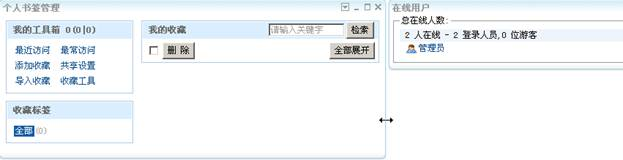 个人书签管理
我的工具箱 0(0|0)
最近访问 最常访问
添加收藏 共享设置
导入收藏 收藏工具
收藏标签
全部(0)
我的收藏 请输入关键字 检索
删 除 全部展开
在线用户
总在线人数:
2 人在线 - 2 登录人员,0 位游客
管理员